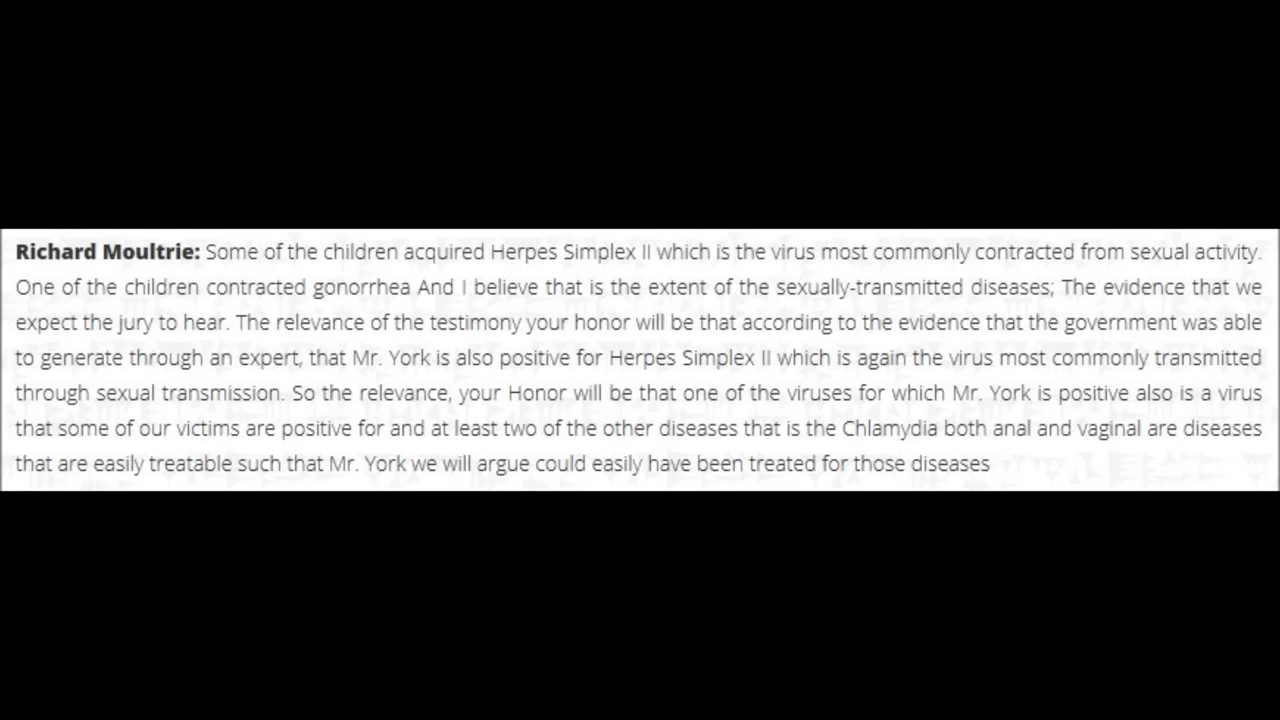 Richard Moultrie: Some of the children acquired Herpes Simplex II which is the virus most commonly contracted from sexual activity.
One of the children contracted gonorrhea And I believe that is the extent of the sexually-transmitted diseases; The evidence that we
expect the jury to hear. The relevance of the testimony your honor will be that according to the evidence that the government was able
to generate through an expert, that Mr. York is also positive for Herpes Simplex II which is again the virus most commonly transmitted
through sexual transmission. So the relevance, your Honor will be that one of the viruses for which Mr. York is positive also is a virus
that some of our victims are positive for and at least two of the other diseases that is the Chlamydia both anal and vaginal are diseases
that are easily treatable such that Mr. York we will argue could easily have been treated for those diseases